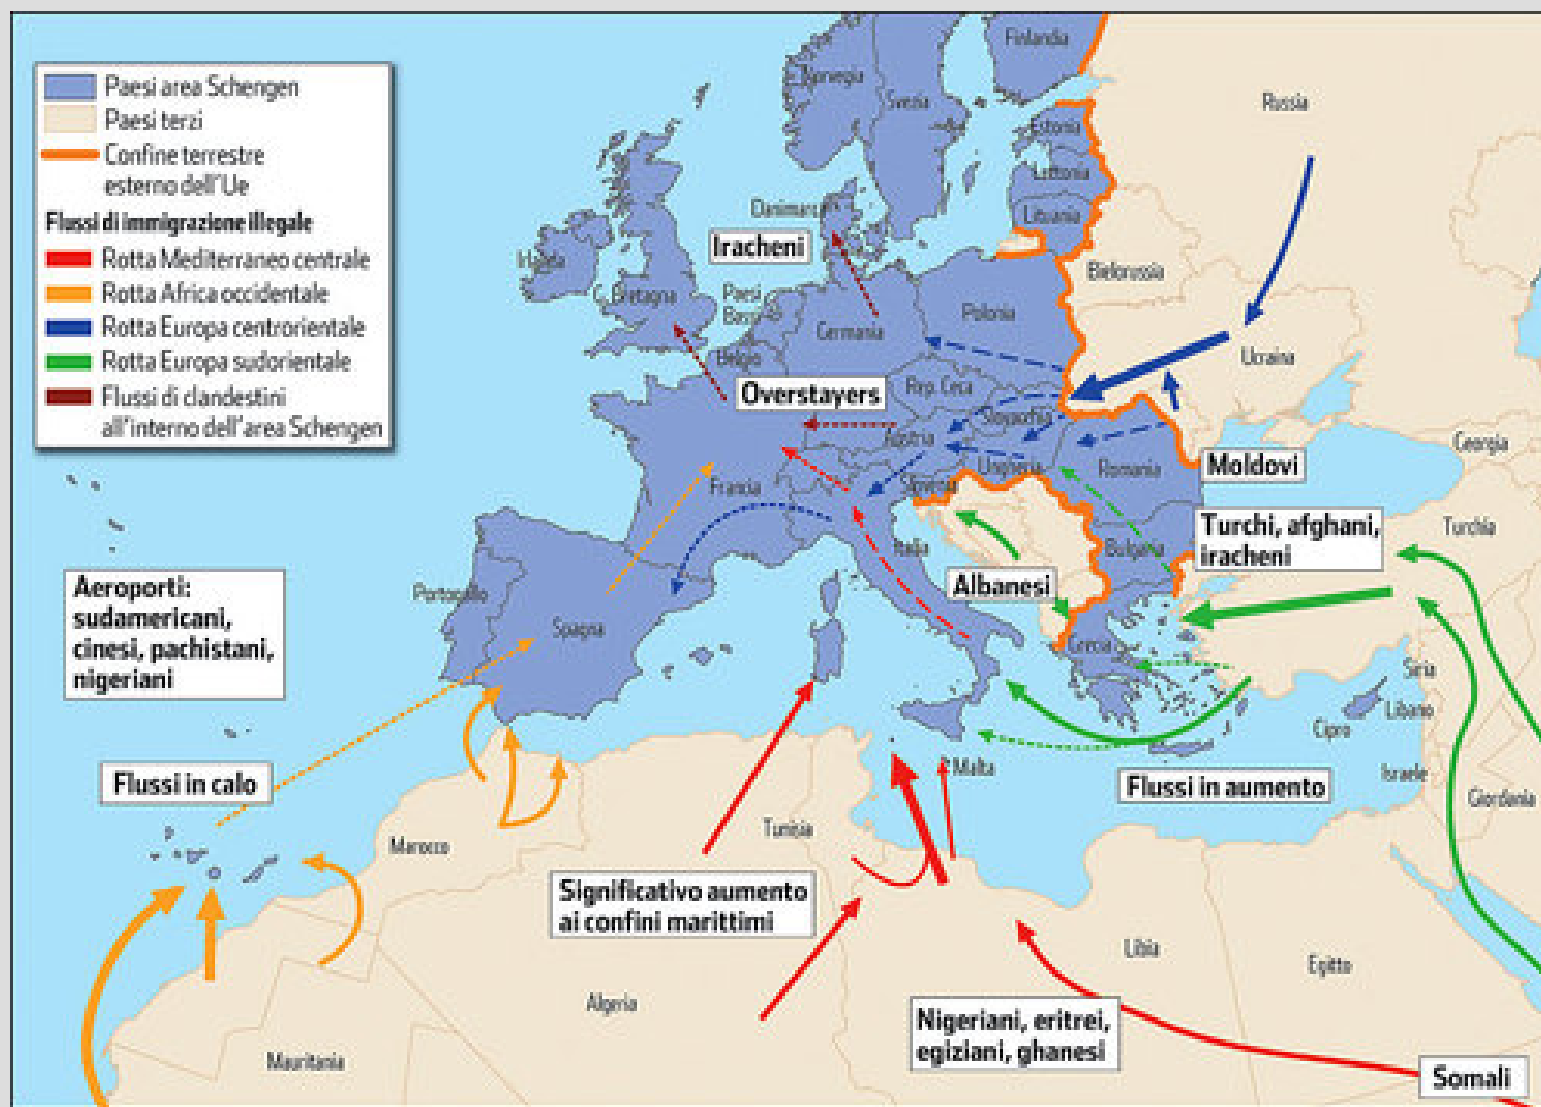 Paesi area Schengen
Paesi terzi
Confine terrestre
esterno dell'Ue
Flussi di immigrazione illegale
Rotta Mediterraneo centrale
Rotta Africa occidentale
Rotta Europa centrorientale
Rotta Europa sudorientale
Flussi di clandestini
all'interno dell'area Schengen
Finlandia
Norvegia
Svezia
Russia
Estonia
Lettonia
Lituania
Danimarca
Iracheni
Irlanda
G. Bretagna
Paesi
Bassi
Bielorussia
Polonia
Germania
Belgio
Ucraina
Rep. Ceca
Overstayers
Slovacchia
Austria
Georgia
Ungheria
Romania
Moldovi
Francia
Slovenia
Turchia
Turchi, afghani,
iracheni
Italia
Bulgaria
Albanesi
Aeroporti:
sudamericani,
cinesi, pachistani,
nigeriani
Portogallo
Spagna
Grecia
Siria
Libano
Cipro
Malta
Israele
Flussi in calo
Flussi in aumento
Giordania
Tunisia
Marocco
Significativo aumento
ai confini marittimi
Libia
Egitto
Algeria
Nigeriani, eritrei,
egiziani, ghanesi
Mauritania
Somali